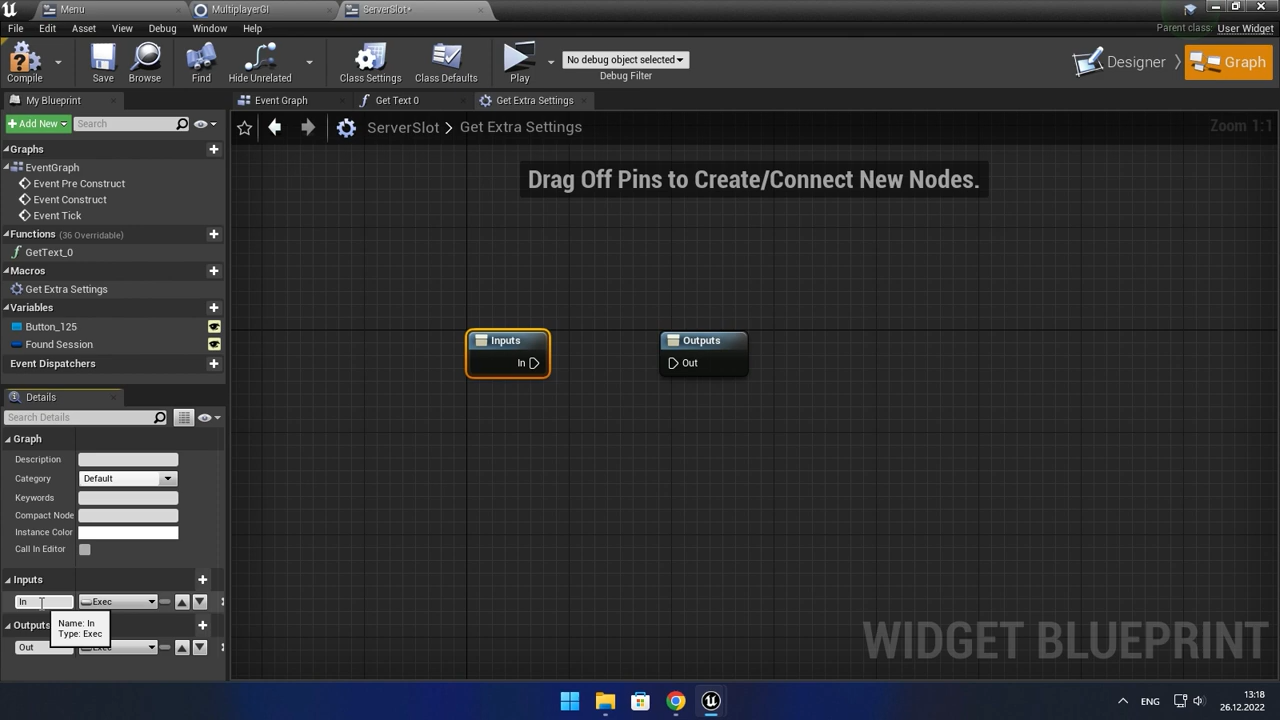 Menu
MultiplayerGI
ServerSlot*
File
Edit
Asset
View
Debug
Window
Help
Parent class: User Widget
Compile
Save
Browse
Find
Hide Unrelated
Class Settings
Class Defaults
Play
No debug object selected
Debug Filter
Designer
Graph
My Blueprint
Event Graph
Get Text 0
Get Extra Settings
Add New
Search
ServerSlot
Get Extra Settings
Zoom 1:1
Graphs
EventGraph
Event Pre Construct
Event Construct
Event Tick
Functions (36 Overridable)
GetText_0
Macros
Get Extra Settings
Variables
Button_125
Found Session
Event Dispatchers
Drag Off Pins to Create/Connect New Nodes.
Inputs
In
Outputs
Out
Details
Search Details
Graph
Description
Category
Default
Keywords
Compact Node
Instance Color
Call In Editor
Inputs
In
Exec
Name: In
Type: Exec
Outputs
Out
Exec
WIDGET BLUEPRINT
ENG
13:18
26.12.2022